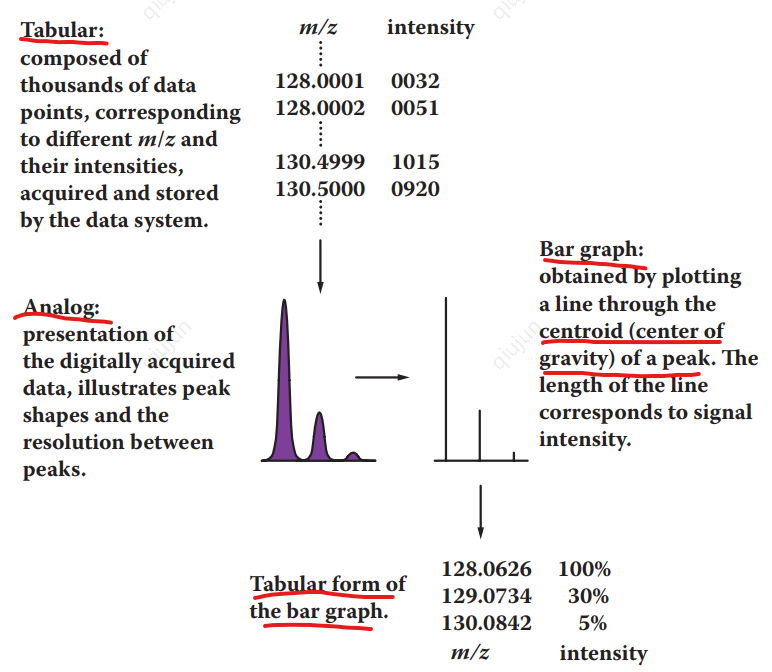 Tabular:
composed of
thousands of data
points, corresponding
to different m/z and
their intensities,
acquired and stored
by the data system.
m/z intensity
128.0001 0032
128.0002 0051
130.4999 1015
130.5000 0920
Analog:
presentation of
the digitally acquired
data, illustrates peak
shapes and the
resolution between
peaks.
Bar graph:
obtained by plotting
a line through the
centroid (center of
gravity) of a peak. The
length of the line
corresponds to signal
intensity.
Tabular form of
the bar graph.
128.0626 100%
129.0734 30%
130.0842 5%
m/z intensity
qiujun
qiujun